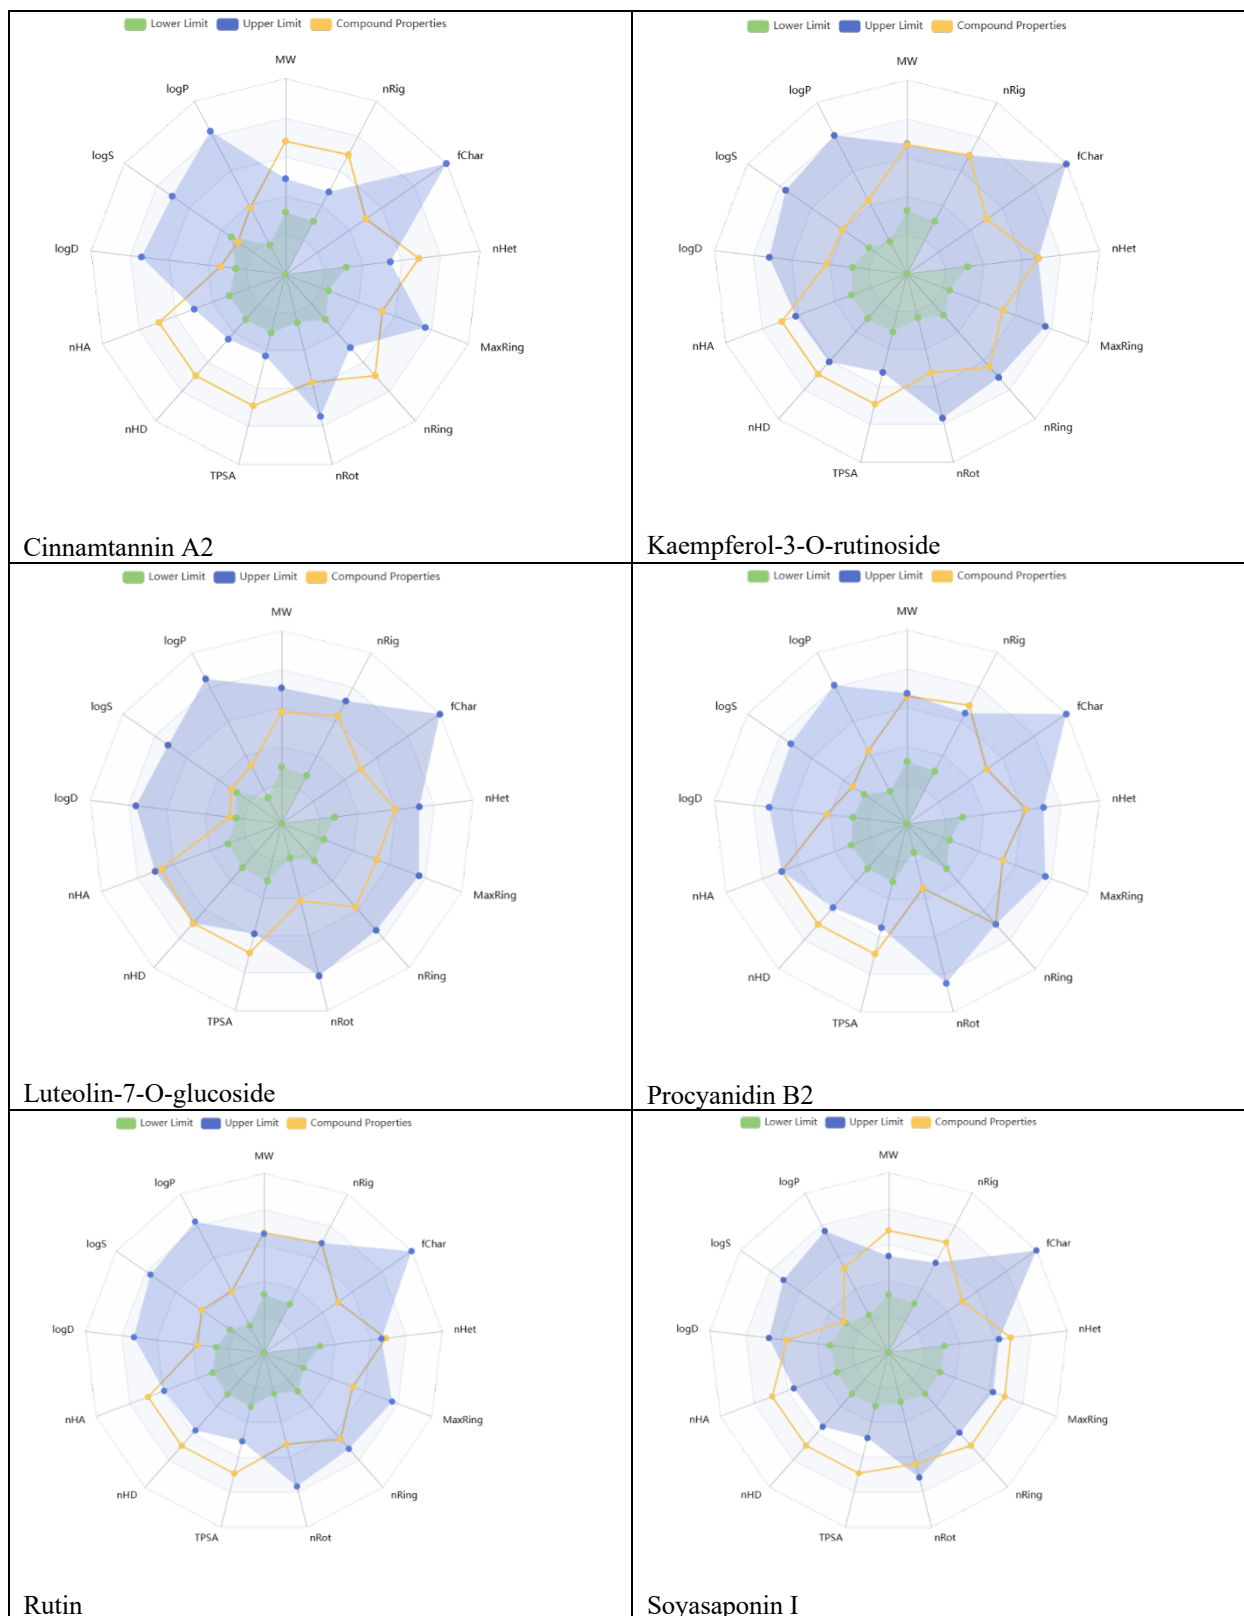 Lower Limit Upper Limit Compound Properties
MW
nRig
fChar
nHet
MaxRing
nRing
nRot
TPSA
nHD
nHA
logD
logS
logP
Cinnamtannin A2
Lower Limit Upper Limit Compound Properties
MW
nRig
fChar
nHet
MaxRing
nRing
nRot
TPSA
nHD
nHA
logD
logS
logP
Kaempferol-3-O-rutinoside
Lower Limit Upper Limit Compound Properties
MW
nRig
fChar
nHet
MaxRing
nRing
nRot
TPSA
nHD
nHA
logD
logS
logP
Luteolin-7-O-glucoside
Lower Limit Upper Limit Compound Properties
MW
nRig
fChar
nHet
MaxRing
nRing
nRot
TPSA
nHD
nHA
logD
logS
logP
Procyanidin B2
Lower Limit Upper Limit Compound Properties
MW
nRig
fChar
nHet
MaxRing
nRing
nRot
TPSA
nHD
nHA
logD
logS
logP
Rutin
Lower Limit Upper Limit Compound Properties
MW
nRig
fChar
nHet
MaxRing
nRing
nRot
TPSA
nHD
nHA
logD
logS
logP
Soyasaponin I